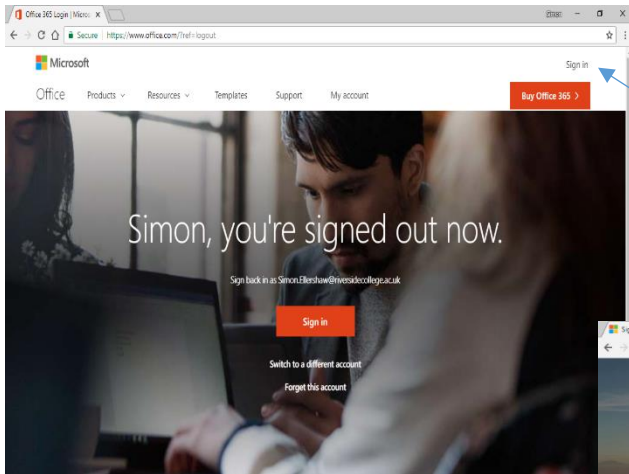 Office 365 Login | Micros
Secure | https://www.office.com/?ref=logout
Microsoft
Sign in
Office Products Resources Templates Support My account Buy Office 365 >
Simon, you're signed out now.
Sign back in as Simon.Ellershaw@riversidecollege.ac.uk
Sign in
Switch to a different account
Forget this account